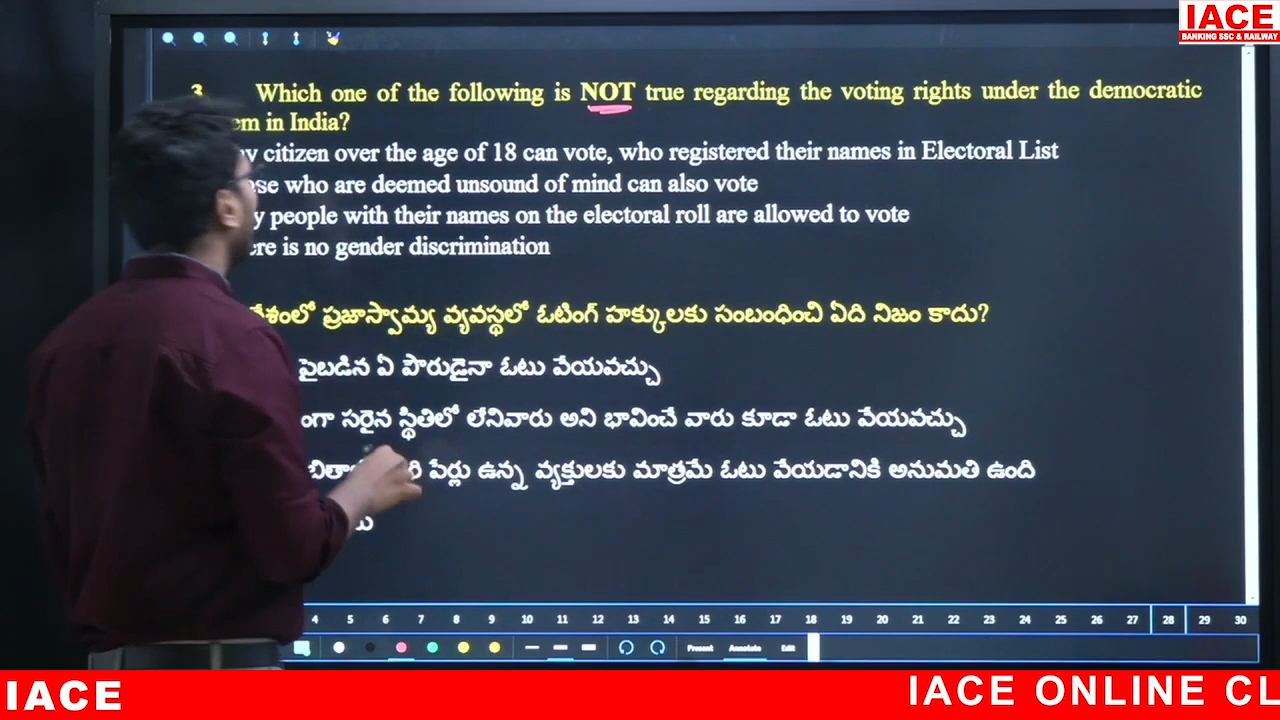 IACE
BANKING SSC & RAILWAY
3. Which one of the following is NOT true regarding the voting rights under the democratic
in India?
citizen over the age of 18 can vote, who registered their names in Electoral List
who are deemed unsound of mind can also vote
people with their names on the electoral roll are allowed to vote
is no gender discrimination
ప్రజాస్వామ్య వ్యవస్థలో ఓటింగ్ హక్కులకు సంబంధించి ఏది నిజం కాదు?
పైబడిన ఏ పౌరుడైనా ఓటు వేయవచ్చు
సరైన స్థితిలో లేనివారు అని భావించే వారు కూడా ఓటు వేయవచ్చు
పేర్లు ఉన్న వ్యక్తులకు మాత్రమే ఓటు వేయడానికి అనుమతి ఉంది
4 5 6 7 8 9 10 11 12 13 14 15 16 17 18 19 20 21 22 23 24 25 26 27 28 29 30
Present Annotate Edit
IACE IACE ONLINE CL